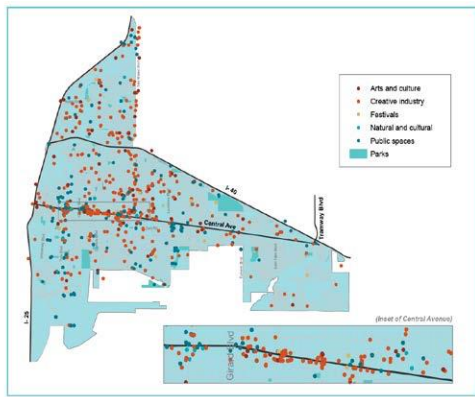 Arts and culture
Creative industry
Festivals
Natural and cultural
Public spaces
Parks
I- 40
Tramway Blvd
Central Ave
I- 25
(Inset of Central Avenue)
Girard Blvd